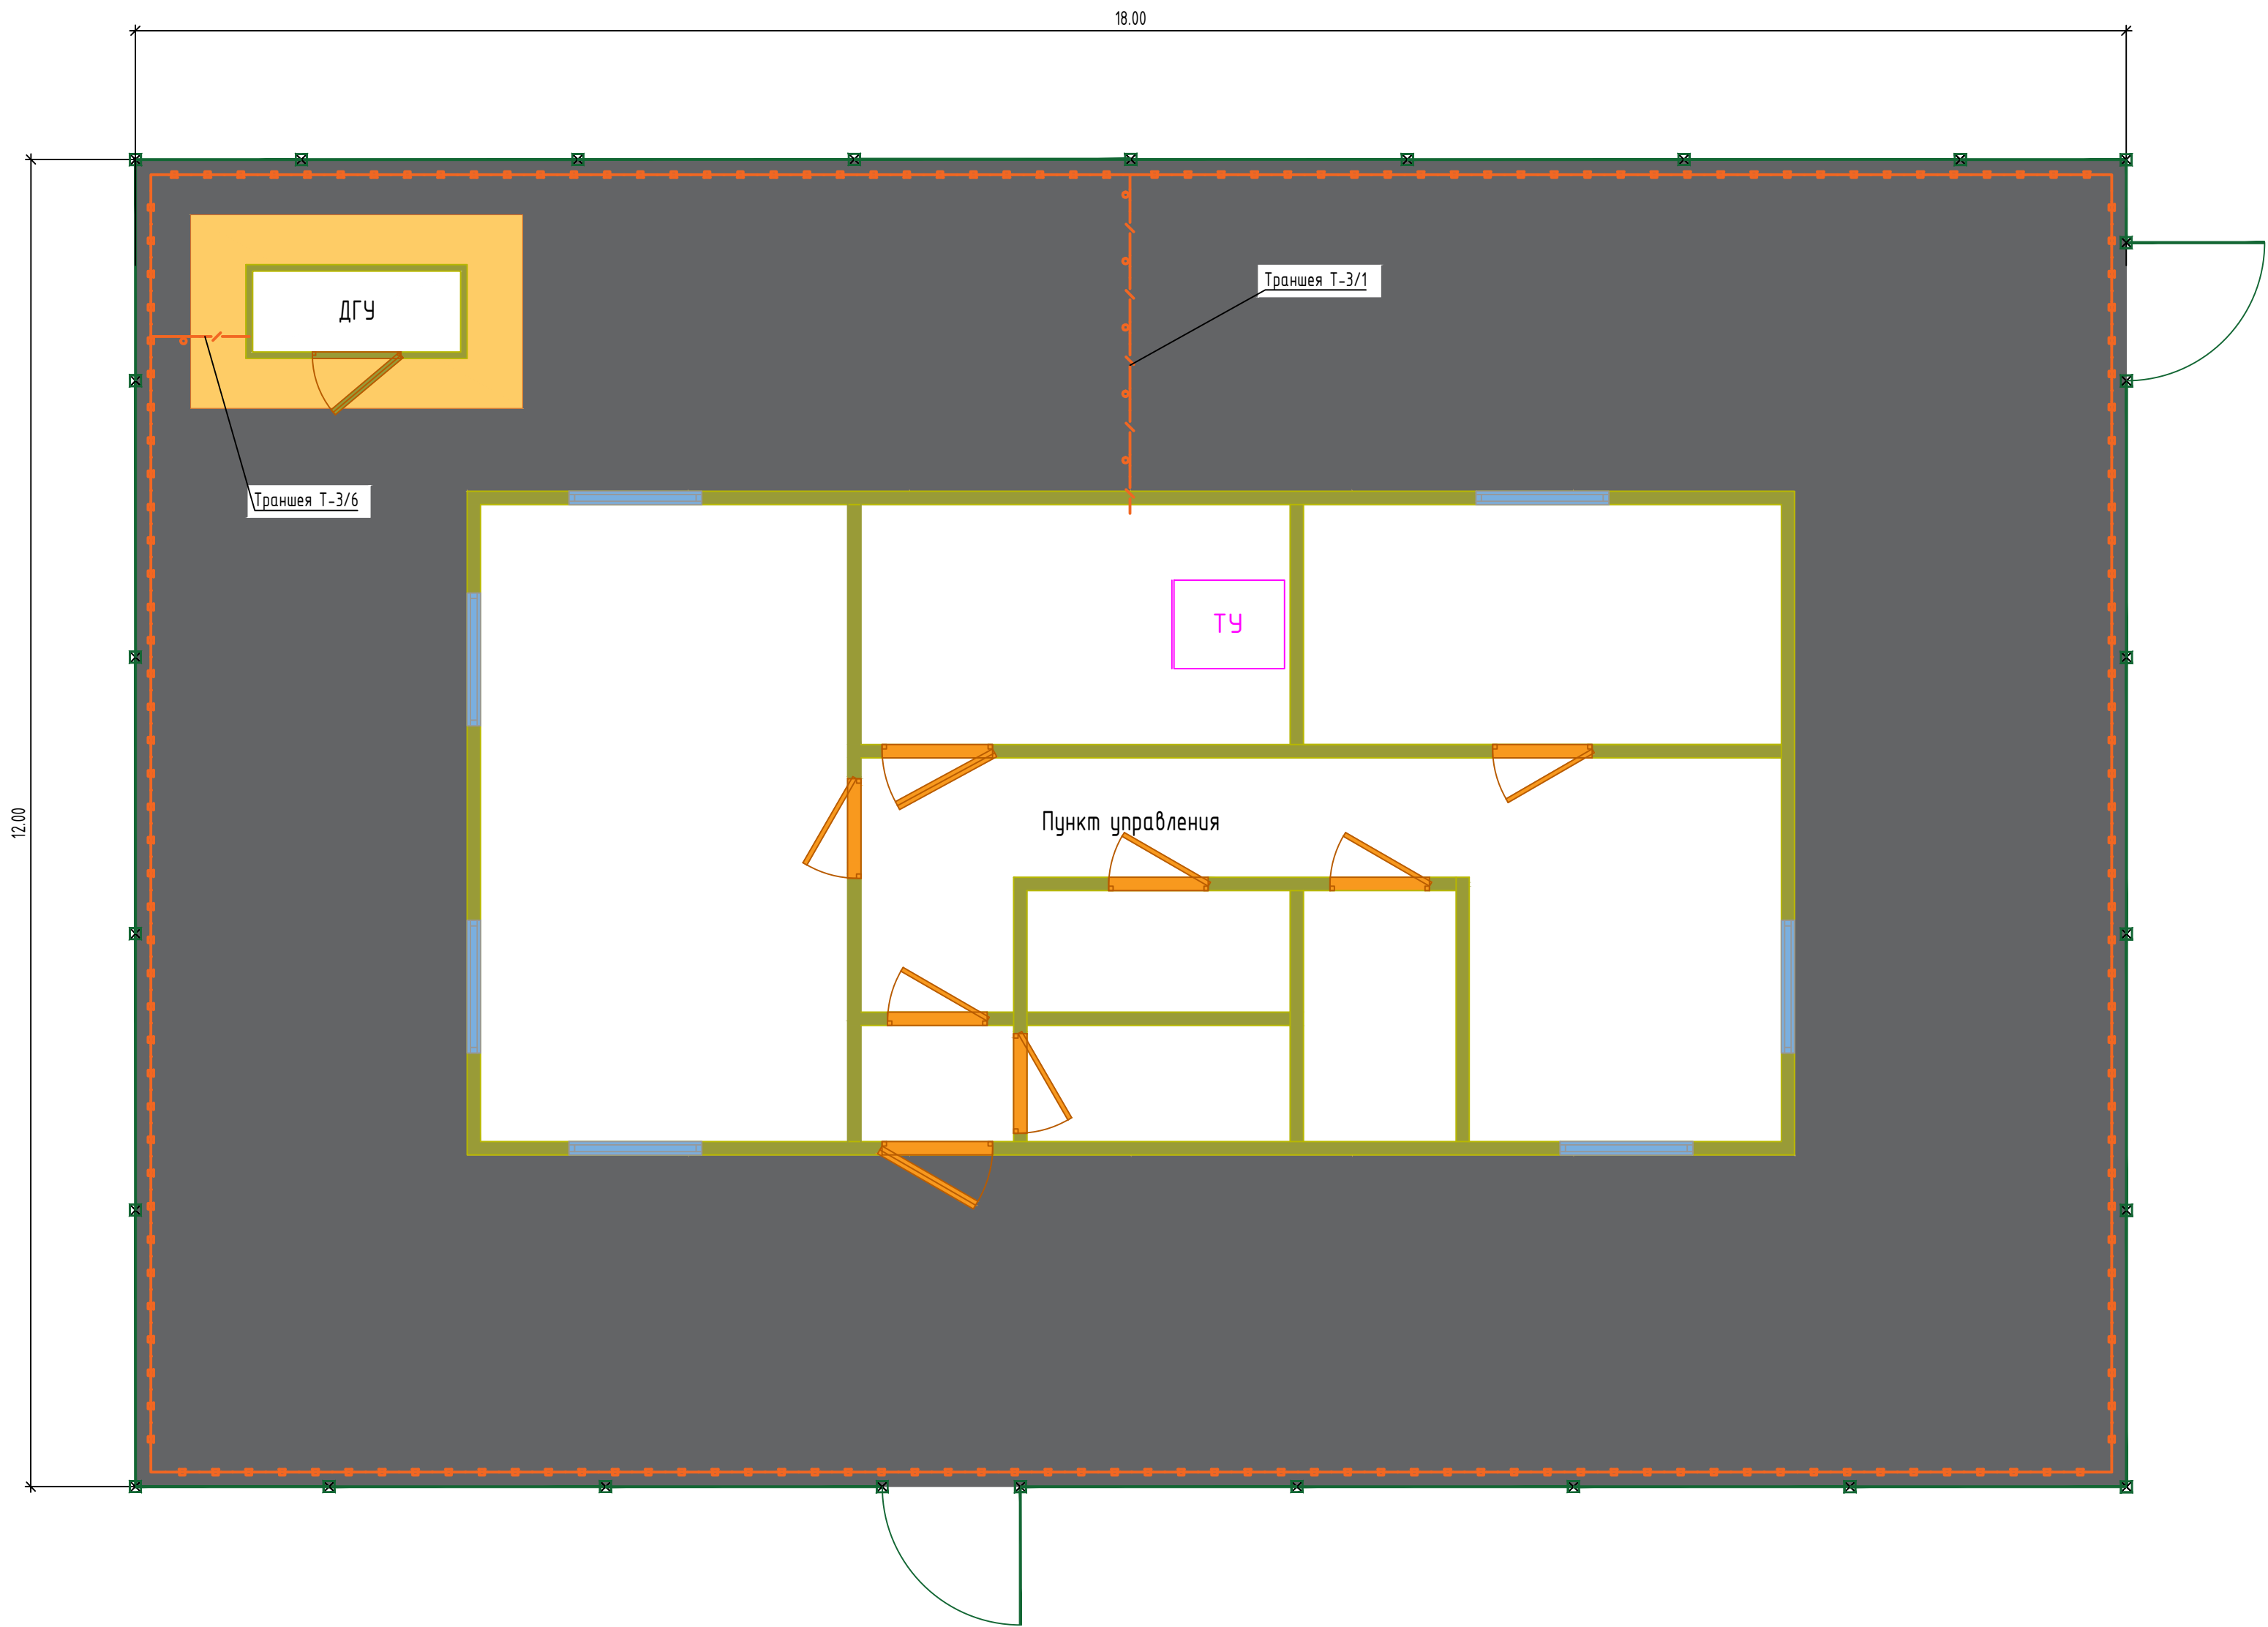 18.00
Траншея Т-3/1
ДГУ
Траншея Т-3/6
ТУ
12.00
Пункт управления